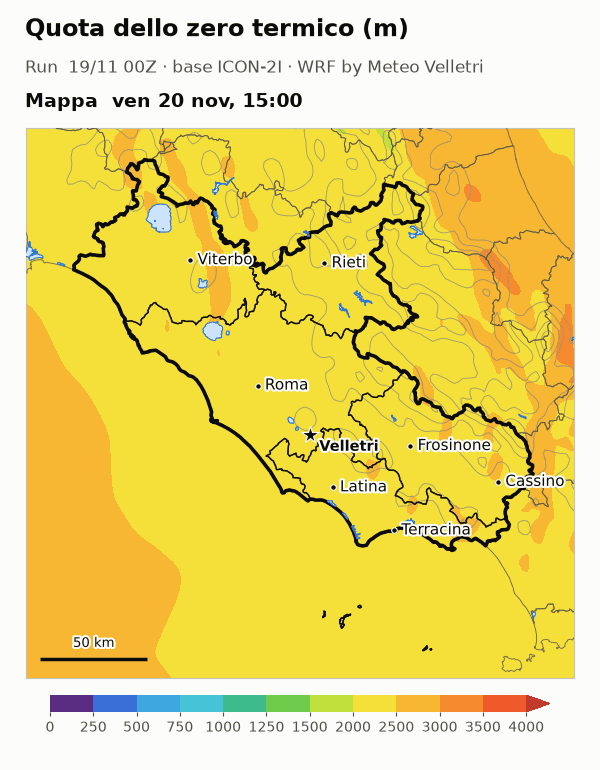 Quota dello zero termico (m)
Run  19/11 00Z · base ICON-2I · WRF by Meteo Velletri
Mappa  ven 20 nov, 15:00
Viterbo
Rieti
Roma
Velletri
Frosinone
Latina
Cassino
Terracina
50 km
0 250 500 750 1000 1250 1500 2000 2500 3000 3500 4000